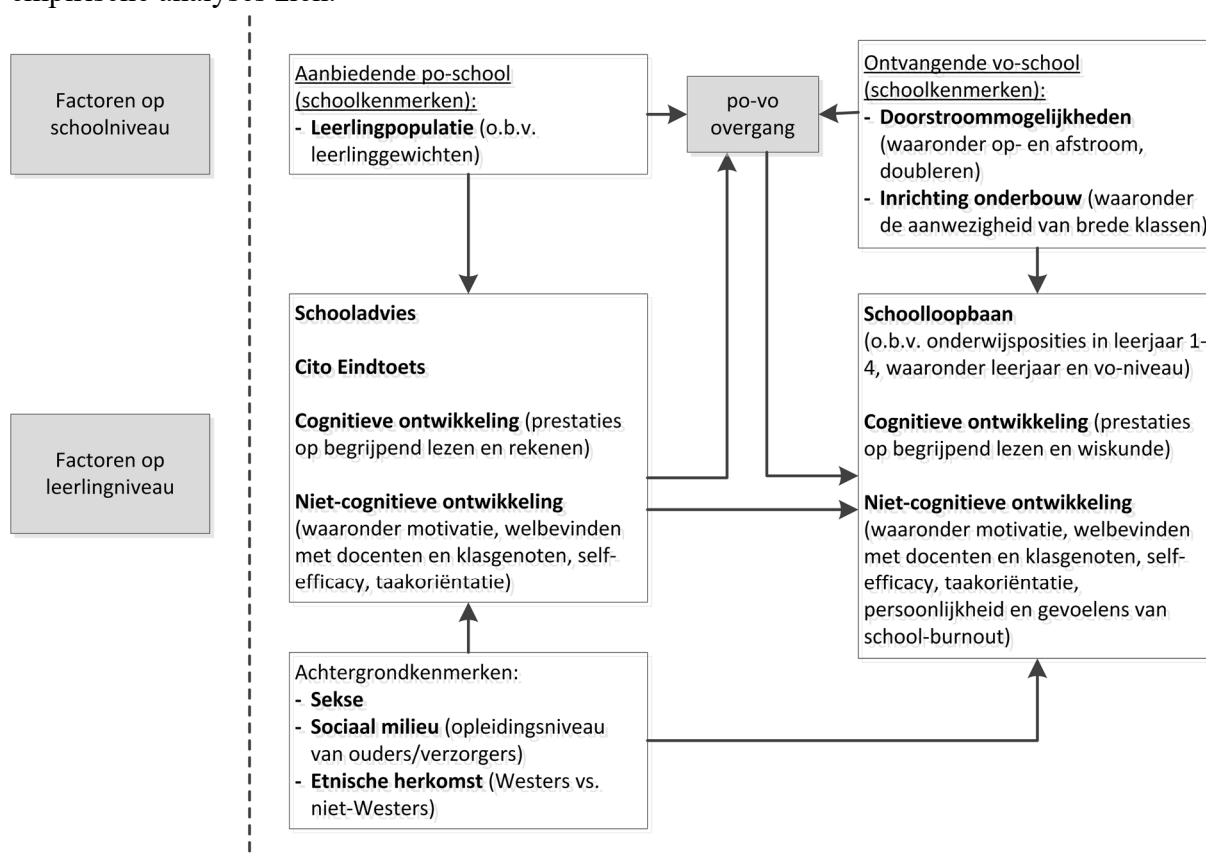 empirische analyses zien.
Factoren op
schoolniveau
Aanbiedende po-school
(schoolkenmerken):
- Leerlingpopulatie (o.b.v.
leerlinggewichten)
po-vo
overgang
Ontvangende vo-school
(schoolkenmerken):
- Doorstroommogelijkheden
(waaronder op- en afstroom,
doubleren)
- Inrichting onderbouw (waaronder
de aanwezigheid van brede klassen)
Factoren op
leerlingniveau
Schooladvies
Cito Eindtoets
Cognitieve ontwikkeling (prestaties
op begrijpend lezen en rekenen)
Niet-cognitieve ontwikkeling
(waaronder motivatie, welbevinden
met docenten en klasgenoten, self-
efficacy, taakoriëntatie)
Schoolloopbaan
(o.b.v. onderwijsposities in leerjaar 1-
4, waaronder leerjaar en vo-niveau)
Cognitieve ontwikkeling (prestaties
op begrijpend lezen en wiskunde)
Niet-cognitieve ontwikkeling
(waaronder motivatie, welbevinden
met docenten en klasgenoten, self-
efficacy, taakoriëntatie,
persoonlijkheid en gevoelens van
school-burnout)
Achtergrondkenmerken:
- Sekse
- Sociaal milieu (opleidingsniveau
van ouders/verzorgers)
- Etnische herkomst (Westers vs.
niet-Westers)